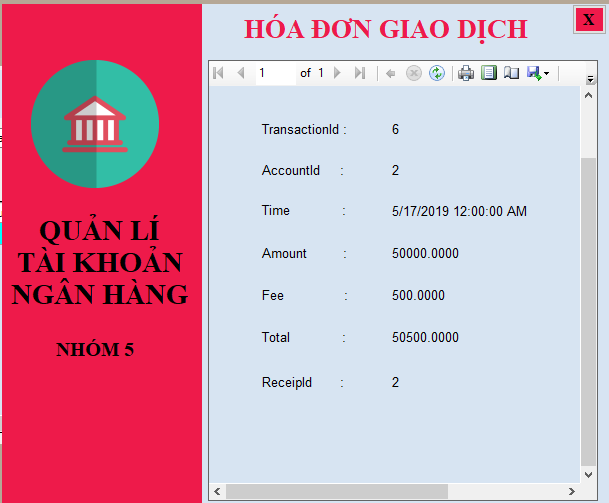 HÓA ĐƠN GIAO DỊCH
X
1 of 1
QUẢN LÍ
TÀI KHOẢN
NGÂN HÀNG
NHÓM 5
TransactionId : 6
AccountId : 2
Time : 5/17/2019 12:00:00 AM
Amount : 50000.0000
Fee : 500.0000
Total : 50500.0000
ReceipId : 2